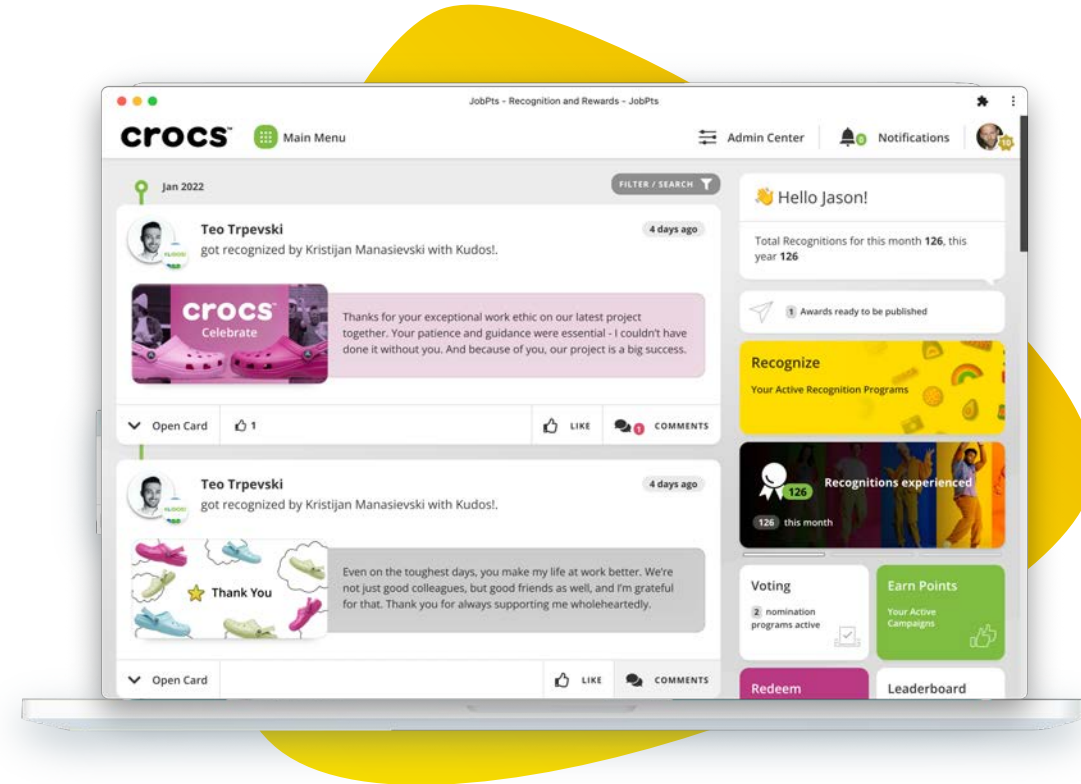 JobPts - Recognition and Rewards - JobPts
crocs™
Main Menu
Admin Center
0
Notifications
10
Jan 2022
FILTER / SEARCH
Teo Trpevski
4 days ago
got recognized by Kristijan Manasievski with Kudos!.
crocs™
Celebrate
Thanks for your exceptional work ethic on our latest project
together. Your patience and guidance were essential - I couldn't have
done it without you. And because of you, our project is a big success.
Open Card
1
LIKE
1
COMMENTS
Teo Trpevski
4 days ago
got recognized by Kristijan Manasievski with Kudos!.
Thank You
Even on the toughest days, you make my life at work better. We're
not just good colleagues, but good friends as well, and I'm grateful
for that. Thank you for always supporting me wholeheartedly.
Open Card
LIKE
COMMENTS
👋 Hello Jason!
Total Recognitions for this month 126, this
year 126
1 Awards ready to be published
Recognize
Your Active Recognition Programs
126
Recognitions experienced
126 this month
Voting
2 nomination
programs active
Earn Points
Your Active
Campaigns
Redeem
Leaderboard